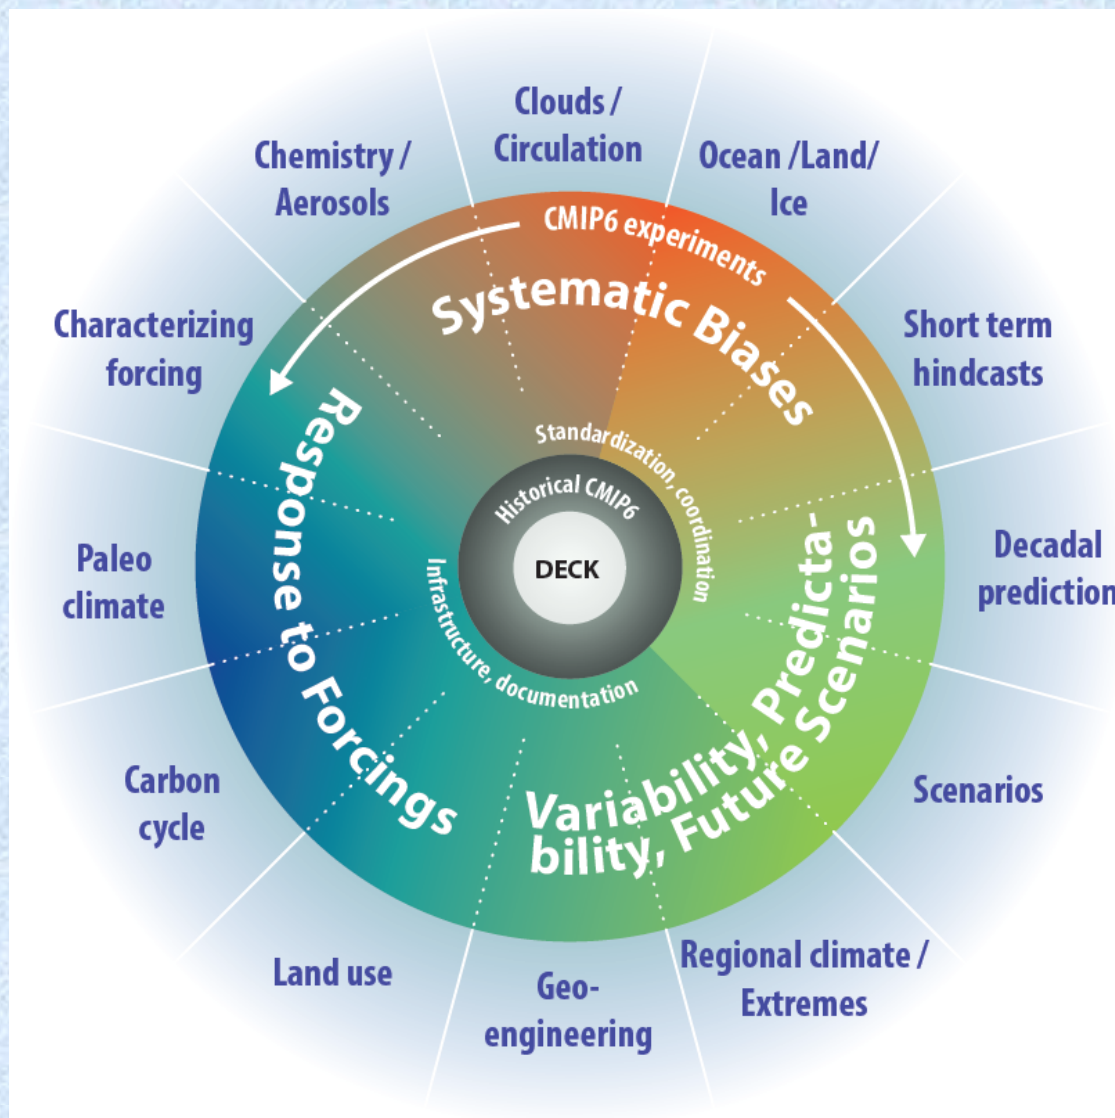 Clouds /
Circulation
Ocean /Land/
Ice
Short term
hindcasts
Decadal
prediction
Scenarios
Regional climate /
Extremes
Geo-
engineering
Land use
Carbon
cycle
Paleo
climate
Characterizing
forcing
Chemistry /
Aerosols
CMIP6 experiments
Systematic Biases
Variability, Predicta-
bility, Future Scenarios
Response to Forcings
Standardization, coordination
Infrastructure, documentation
Historical CMIP6
DECK